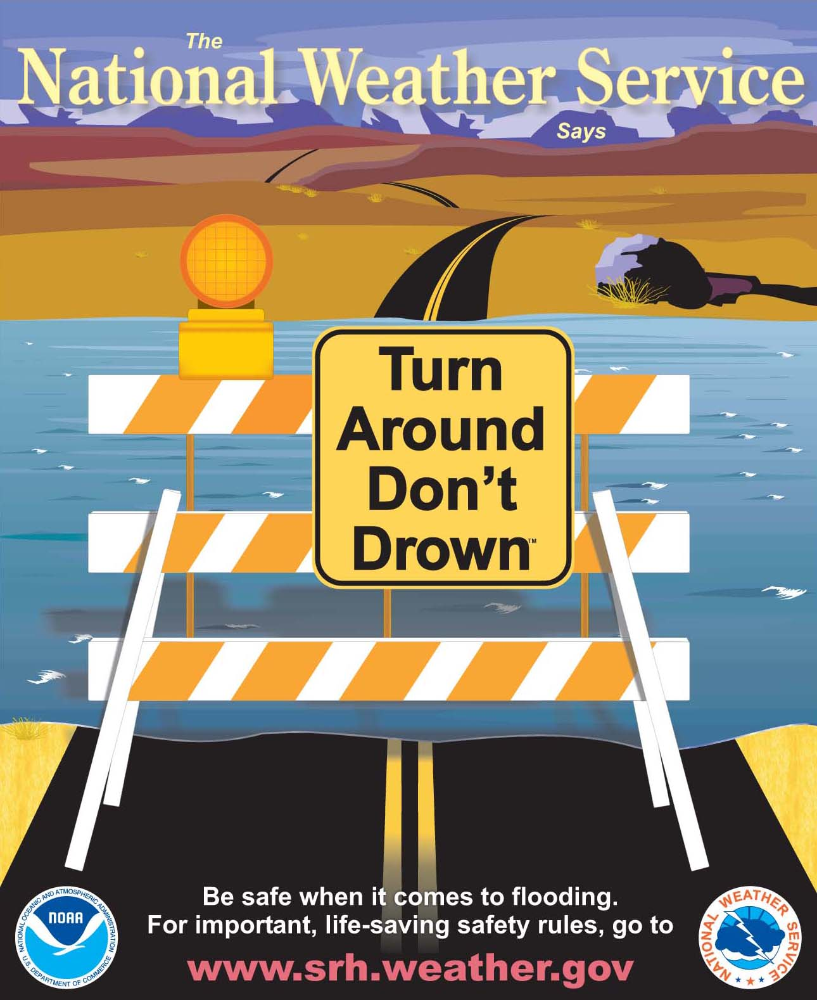 The
National Weather Service
Says
Turn
Around
Don't
Drown™
Be safe when it comes to flooding.
For important, life-saving safety rules, go to
www.srh.weather.gov
NATIONAL OCEANIC AND ATMOSPHERIC ADMINISTRATION
NOAA
U.S. DEPARTMENT OF COMMERCE
NATIONAL WEATHER SERVICE